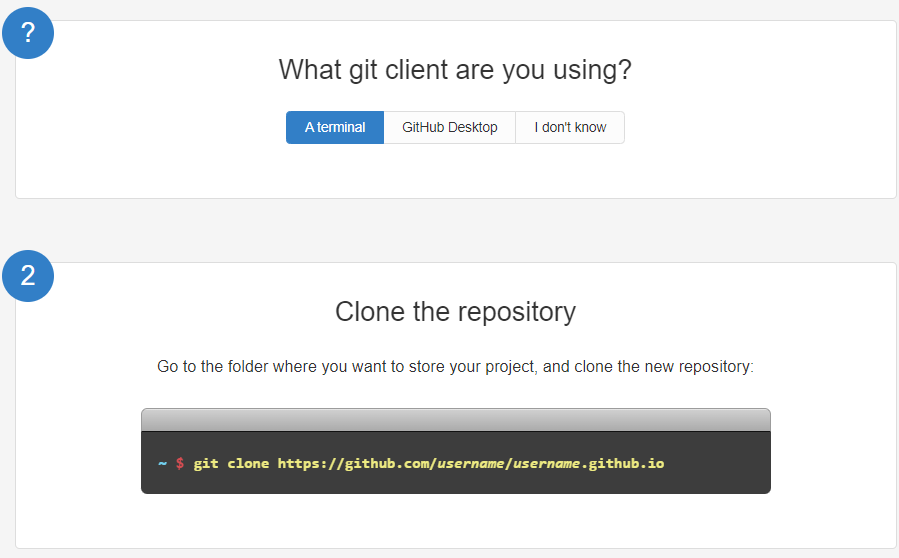 ?
What git client are you using?
A terminal GitHub Desktop I don't know
2
Clone the repository
Go to the folder where you want to store your project, and clone the new repository:
~ $ git clone https://github.com/username/username.github.io